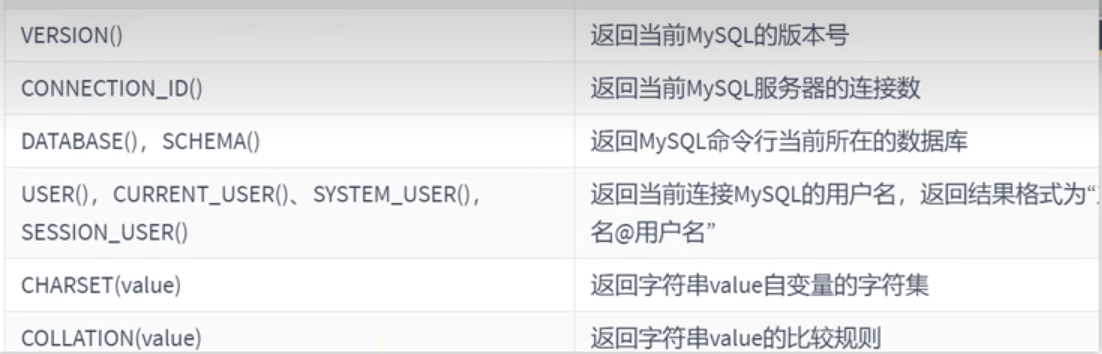 VERSION() 返回当前MySQL的版本号
CONNECTION_ID() 返回当前MySQL服务器的连接数
DATABASE()，SCHEMA() 返回MySQL命令行当前所在的数据库
USER()，CURRENT_USER()、SYSTEM_USER()，
SESSION_USER()
返回当前连接MySQL的用户名，返回结果格式为“
名@用户名”
CHARSET(value) 返回字符串value自变量的字符集
COLLATION(value) 返回字符串value的比较规则